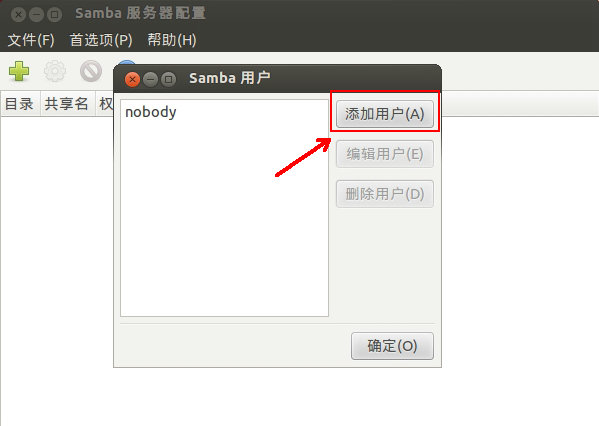 Samba 服务器配置
文件(F) 首选项(P) 帮助(H)
目录 共享名 权
Samba 用户
nobody
添加用户(A)
编辑用户(E)
删除用户(D)
确定(O)